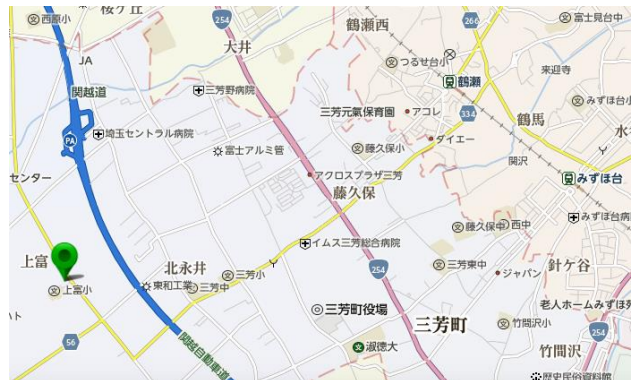 西原小
桜ケ丘
254
大井
鶴瀬西
266
富士見台中
JA
関越道
つるせ台小
鶴瀬
来迎寺
三芳野病院
三芳元氣保育園
アコレ
334
鶴馬
みずほ台小
水
PA
埼玉セントラル病院
富士アルミ管
藤久保小
ダイエー
関沢
センター
アクロスプラザ三芳
藤久保
みずほ台
イムス三芳総合病院
藤久保中
西中
みずほ台病
上富
北永井
三芳小
254
三芳東中
ジャパン
針ケ谷
上富小
東和工業
三芳中
三芳町役場
老人ホームみずほ苑
ハト
56
関越自動車道
三芳町
竹間沢小
254
淑徳大
竹間沢
歴史民俗資料館